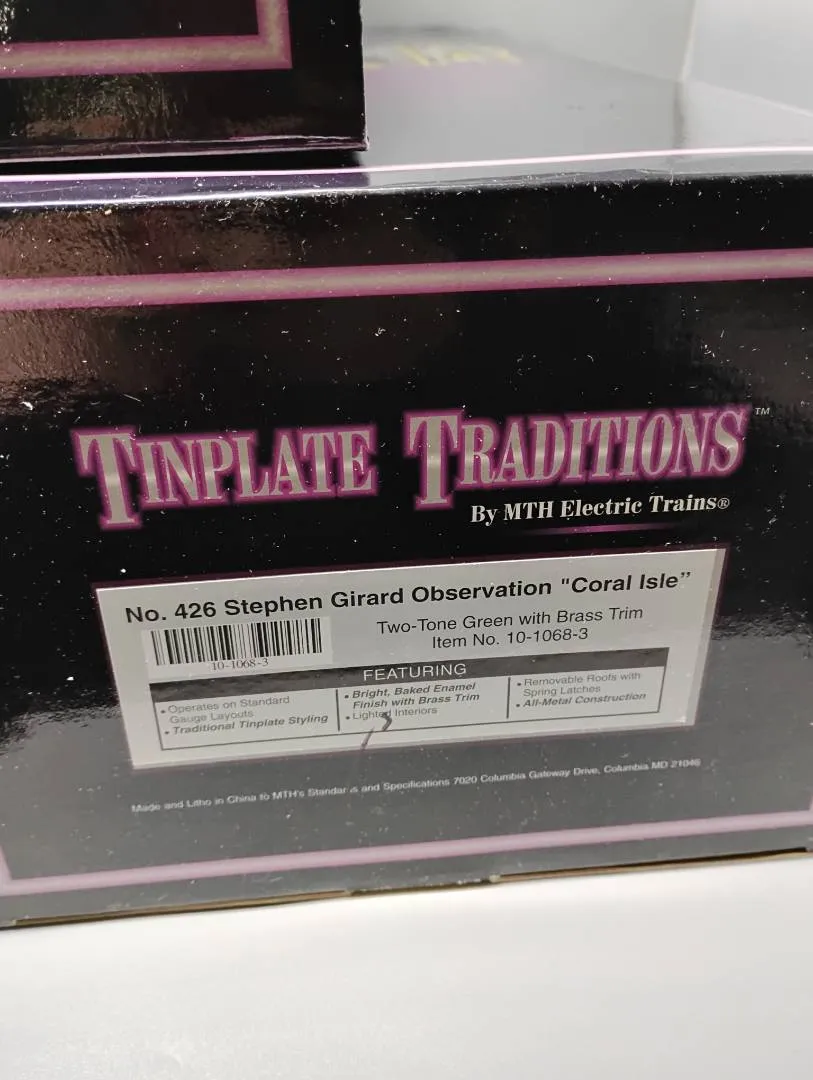 TINPLATE TRADITIONS™
By MTH Electric Trains®
No. 426 Stephen Girard Observation "Coral Isle”
Two-Tone Green with Brass Trim
Item No. 10-1068-3
10-1068-3
FEATURING
• Operates on Standard
Gauge Layouts
• Traditional Tinplate Styling
• Bright, Baked Enamel
Finish with Brass Trim
• Lighted Interiors
• Removable Roofs with
Spring Latches
• All-Metal Construction
Made and Litho in China to MTH's Standards and Specifications 7020 Columbia Gateway Drive, Columbia MD 21046